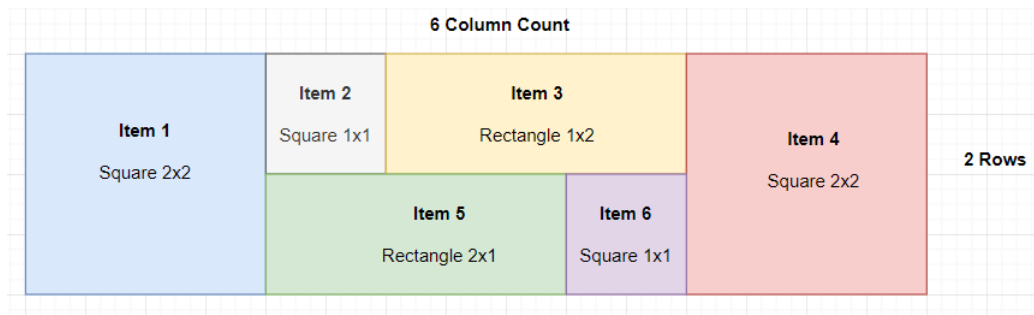 6 Column Count
Item 1
Square 2x2
Item 2
Square 1x1
Item 3
Rectangle 1x2
Item 4
Square 2x2
2 Rows
Item 5
Rectangle 2x1
Item 6
Square 1x1